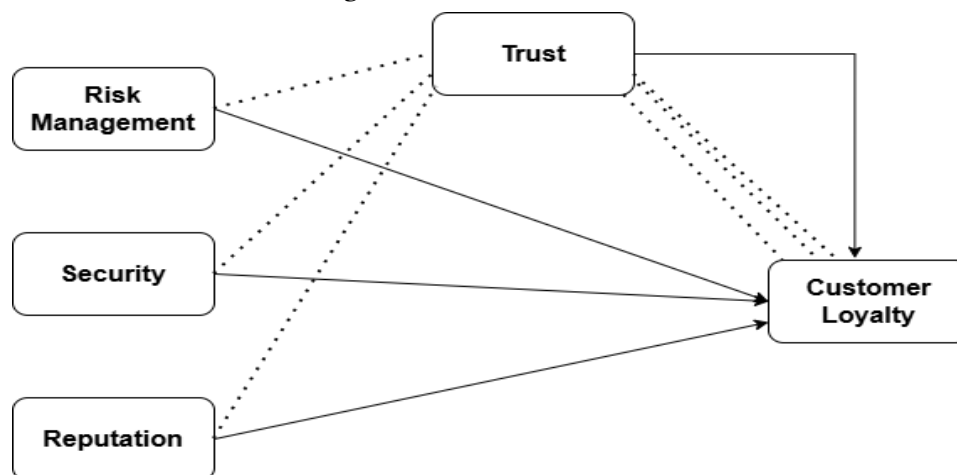 Trust
Risk
Management
Security
Customer
Loyalty
Reputation